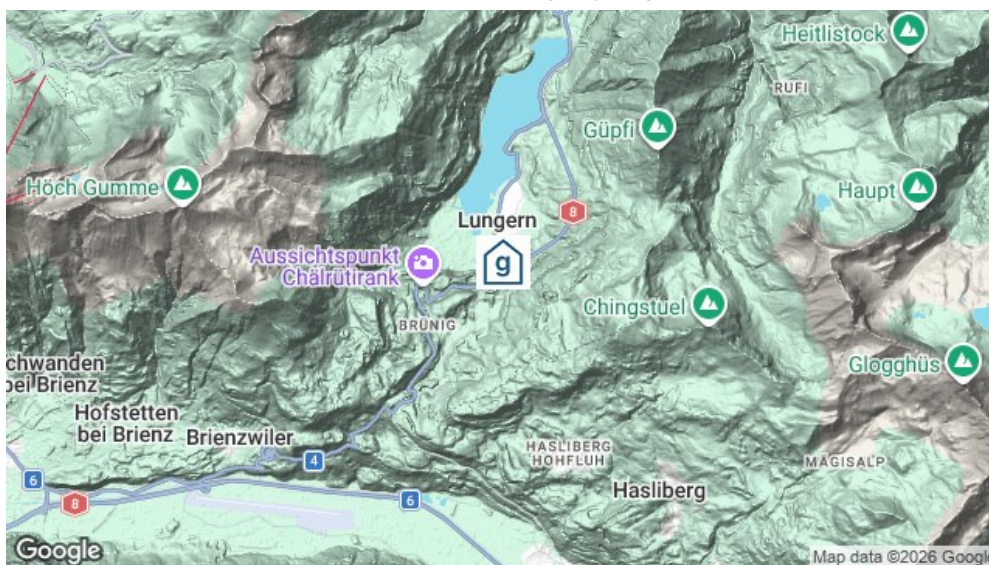 Heitlistock
RUFI
Güpfi
Höch Gumme
Haupt
Lungern
8
Aussichtspunkt
Chälrütirank
g
Chingstuel
BRÜNIG
chwanden
bei Brienz
Glogghüs
Hofstetten
bei Brienz
Brienzwiler
HASLIBERG
HOHFLUH
MÄGISALP
4
6
8
6
Hasliberg
Google
Map data ©2026 Google